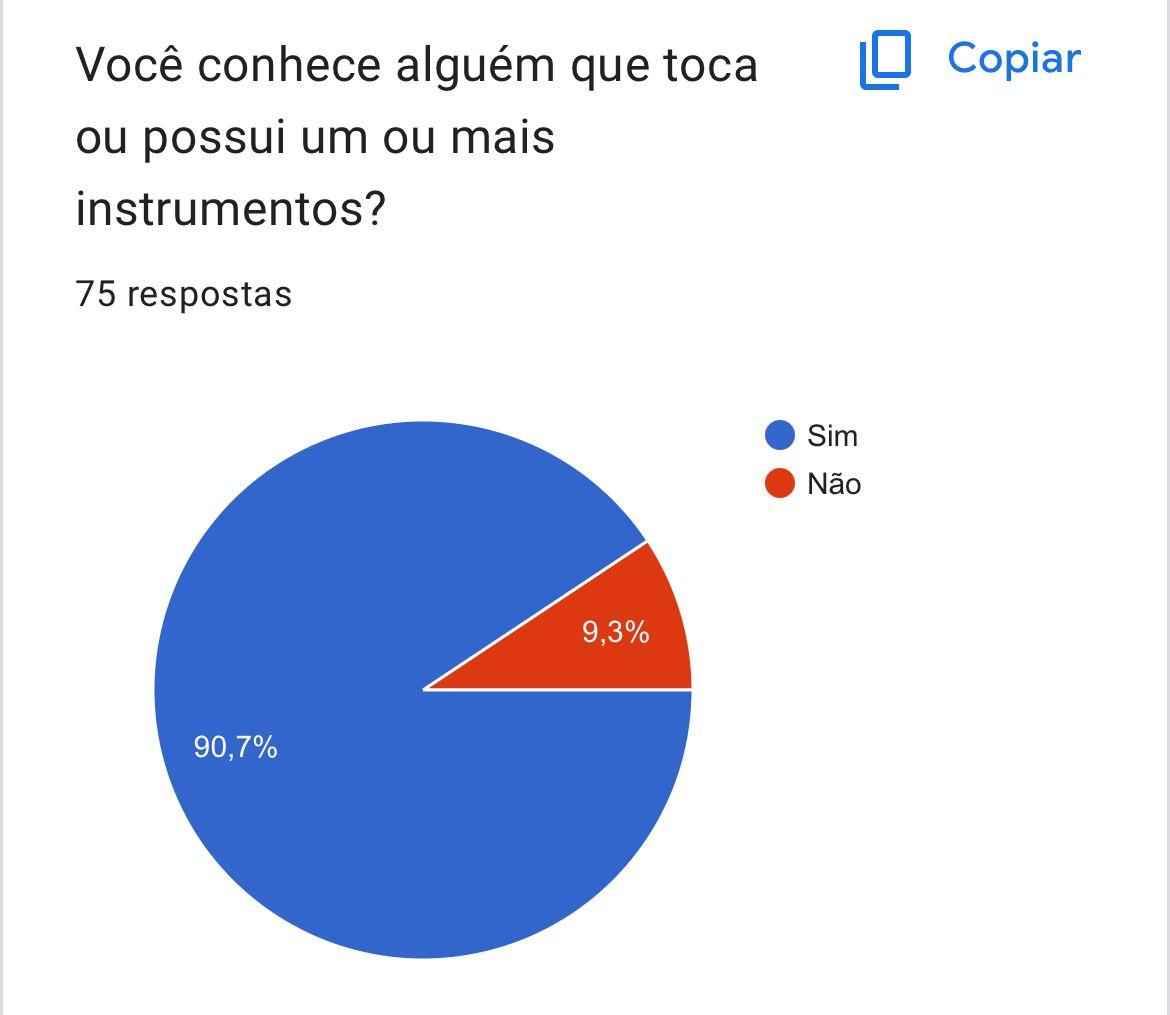 Você conhece alguém que toca
ou possui um ou mais
instrumentos?
Copiar
75 respostas
Sim
Não
9,3%
90,7%